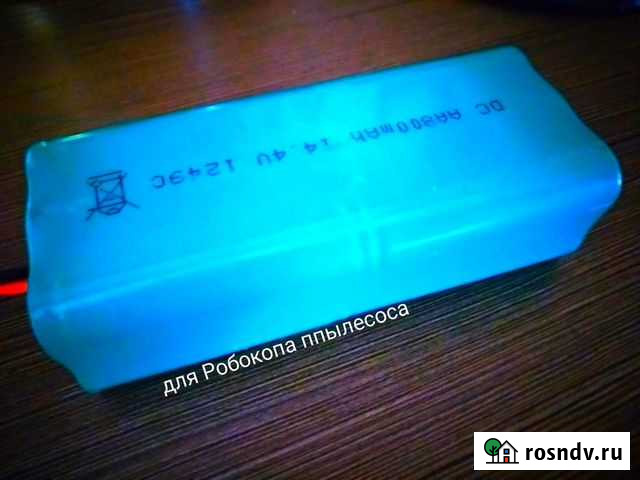 DC AA800mAh 14.4V 1249C
для Робокопа ппылесоса
rosndv.ru